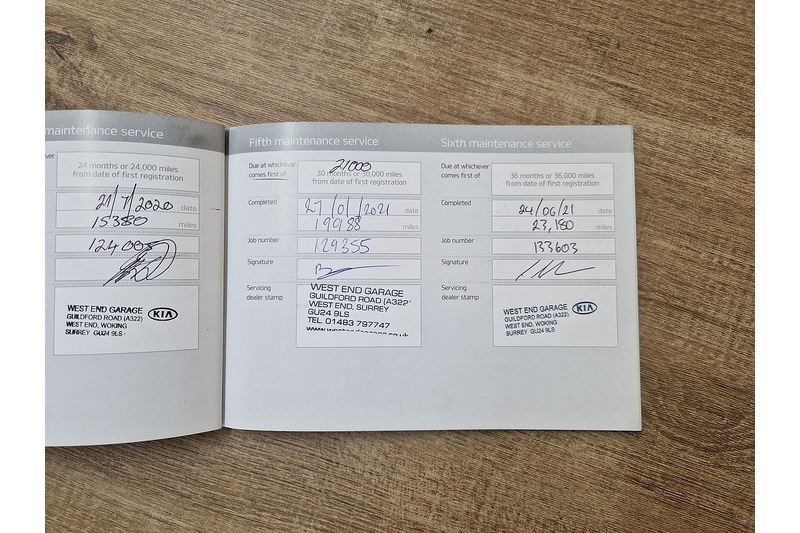 maintenance service
24 months or 24,000 miles
from date of first registration
21/7/2020 date
15380 miles
124005
WEST END GARAGE KIA
GUILDFORD ROAD (A322)
WEST END, WOKING
SURREY GU24 9LS
Fifth maintenance service
Due at whichever
comes first of
21000
30 months or 30,000 miles
from date of first registration
Completed
27/01/2021 date
19988 miles
Job number
129355
Signature
Servicing
dealer stamp
WEST END GARAGE
GUILDFORD ROAD (A322)
WEST END, SURREY
GU24 9LS
TEL. 01483 797747
www.westendgarage.co.uk
Sixth maintenance service
Due at whichever
comes first of
36 months or 36,000 miles
from date of first registration
Completed
24/06/21 date
23,180 miles
Job number
133603
Signature
Servicing
dealer stamp
WEST END GARAGE KIA
GUILDFORD ROAD (A322)
WEST END, WOKING
SURREY GU24 9LS